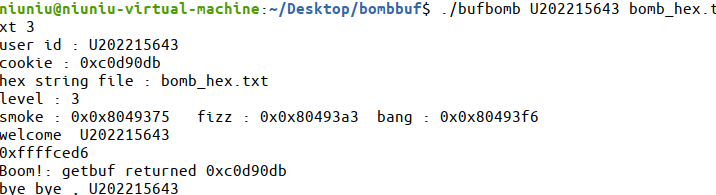 niuniu@niuniu-virtual-machine:~/Desktop/bombbuf$ ./bufbomb U202215643 bomb_hex.t
xt 3
user id : U202215643
cookie : 0xc0d90db
hex string file : bomb_hex.txt
level : 3
smoke : 0x0x8049375   fizz : 0x0x80493a3  bang : 0x0x80493f6
welcome  U202215643
0xffffced6
Boom!: getbuf returned 0xc0d90db
bye bye , U202215643